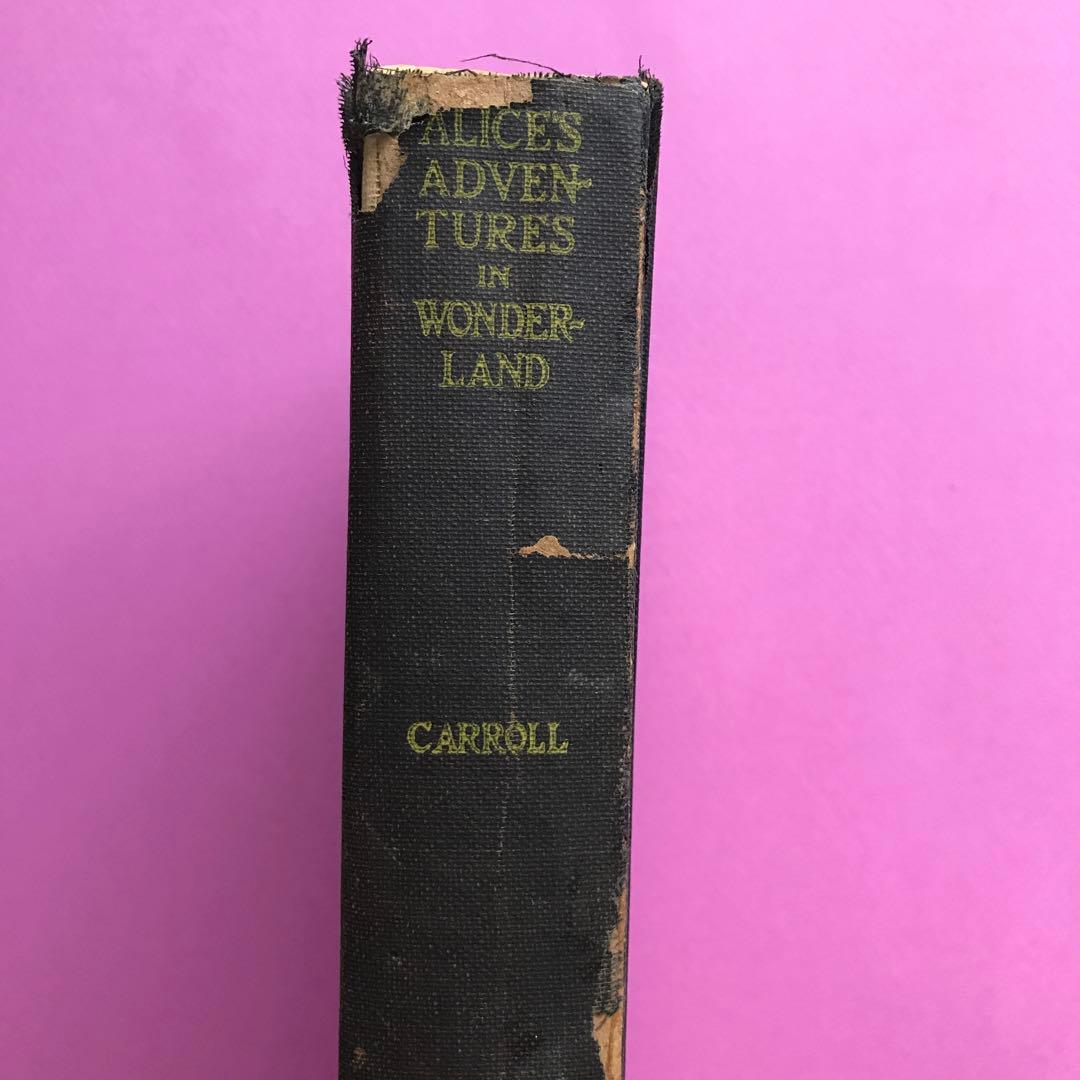 ALICE'S
ADVEN-
TURES
IN
WONDER-
LAND
CARROLL